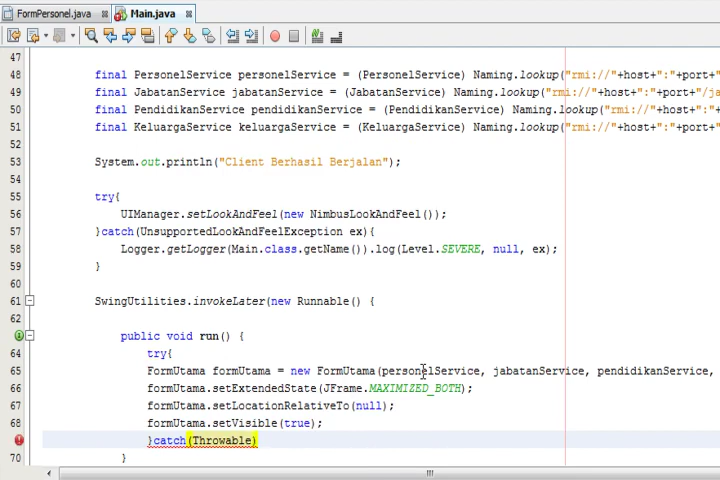 FormPersonel.java Main.java
47
48 final PersonelService personelService = (PersonelService) Naming.lookup("rmi://"+host+":"+port+"
49 final JabatanService jabatanService = (JabatanService) Naming.lookup("rmi://"+host+":"+port+"/ja
50 final PendidikanService pendidikanService = (PendidikanService) Naming.lookup("rmi://"+host+":"+
51 final KeluargaService keluargaService = (KeluargaService) Naming.lookup("rmi://"+host+":"+port+"
52
53 System.out.println("Client Berhasil Berjalan");
54
55 try{
56 UIManager.setLookAndFeel(new NimbusLookAndFeel());
57 }catch(UnsupportedLookAndFeelException ex){
58 Logger.getLogger(Main.class.getName()).log(Level.SEVERE, null, ex);
59 }
60
61 SwingUtilities.invokeLater(new Runnable() {
62
public void run() {
64 try{
65 FormUtama formUtama = new FormUtama(personelService, jabatanService, pendidikanService,
66 formUtama.setExtendedState(JFrame.MAXIMIZED_BOTH);
67 formUtama.setLocationRelativeTo(null);
68 formUtama.setVisible(true);
}catch(Throwable)
70 }